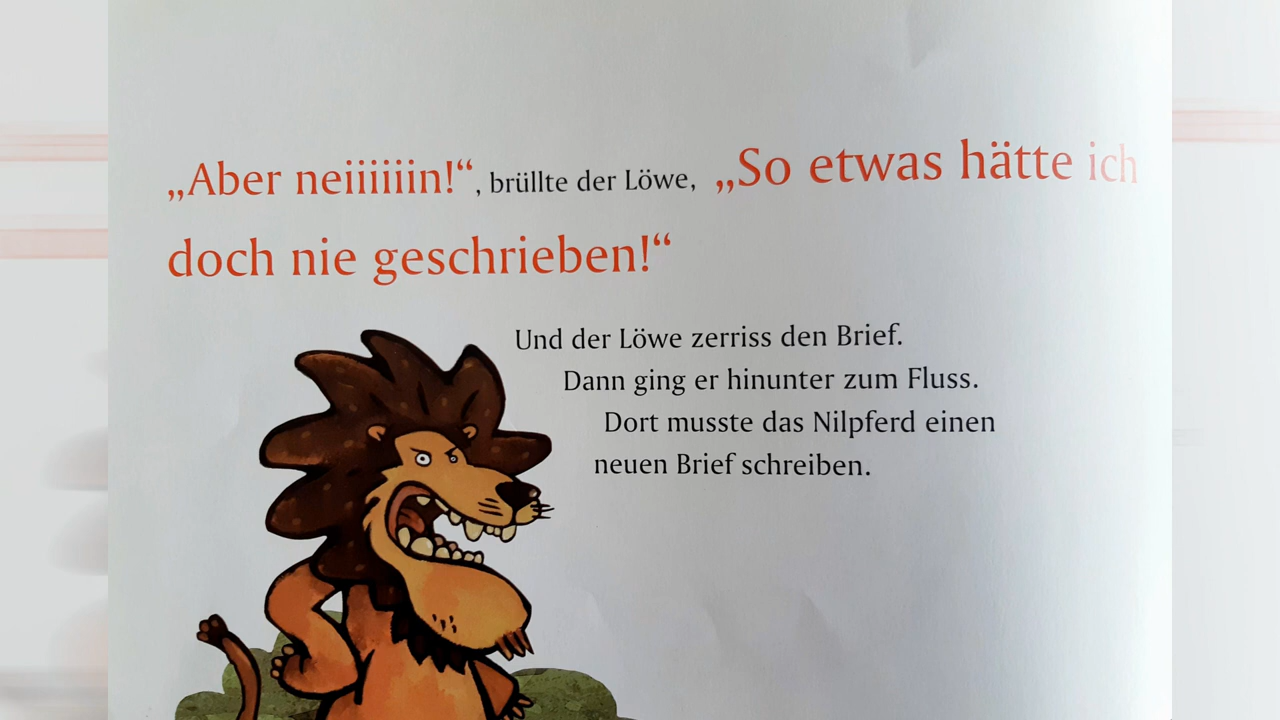 „Aber neiiiiiin!“, brüllte der Löwe, „So etwas hätte ich
doch nie geschrieben!“
Und der Löwe zerriss den Brief.
Dann ging er hinunter zum Fluss.
Dort musste das Nilpferd einen
neuen Brief schreiben.